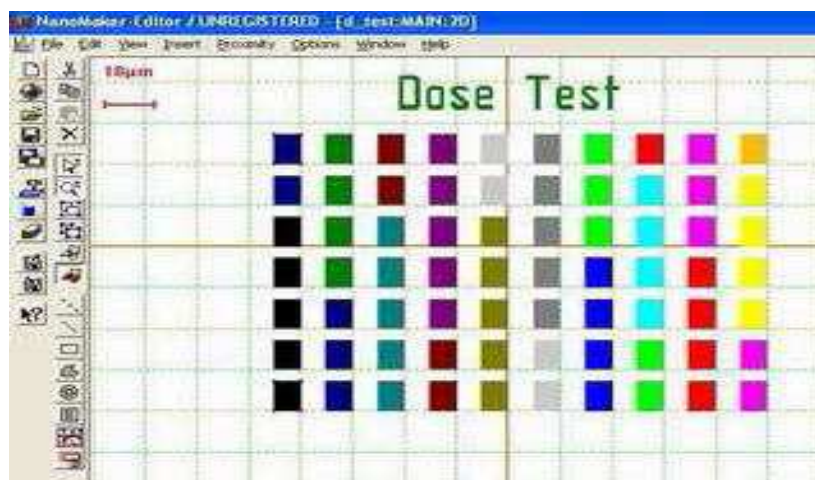 NanoMaker-Editor / UNREGISTERED - [d_test:MAIN:2D]
File Edit View Insert Proximity Options Window Help
10µm
Dose Test